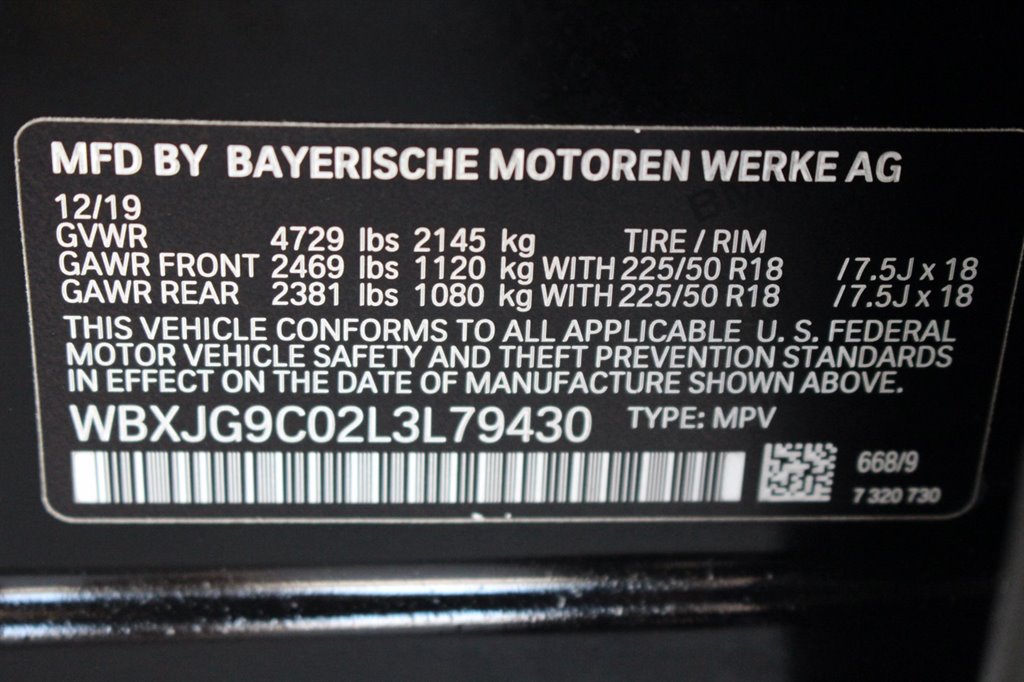 MFD BY BAYERISCHE MOTOREN WERKE AG
12/19
GVWR 4729 lbs 2145 kg TIRE / RIM
GAWR FRONT 2469 lbs 1120 kg WITH 225/50 R18 /7.5J x 18
GAWR REAR 2381 lbs 1080 kg WITH 225/50 R18 /7.5J x 18
THIS VEHICLE CONFORMS TO ALL APPLICABLE U. S. FEDERAL
MOTOR VEHICLE SAFETY AND THEFT PREVENTION STANDARDS
IN EFFECT ON THE DATE OF MANUFACTURE SHOWN ABOVE.
WBXJG9C02L3L79430 TYPE: MPV
668/9
7 320 730